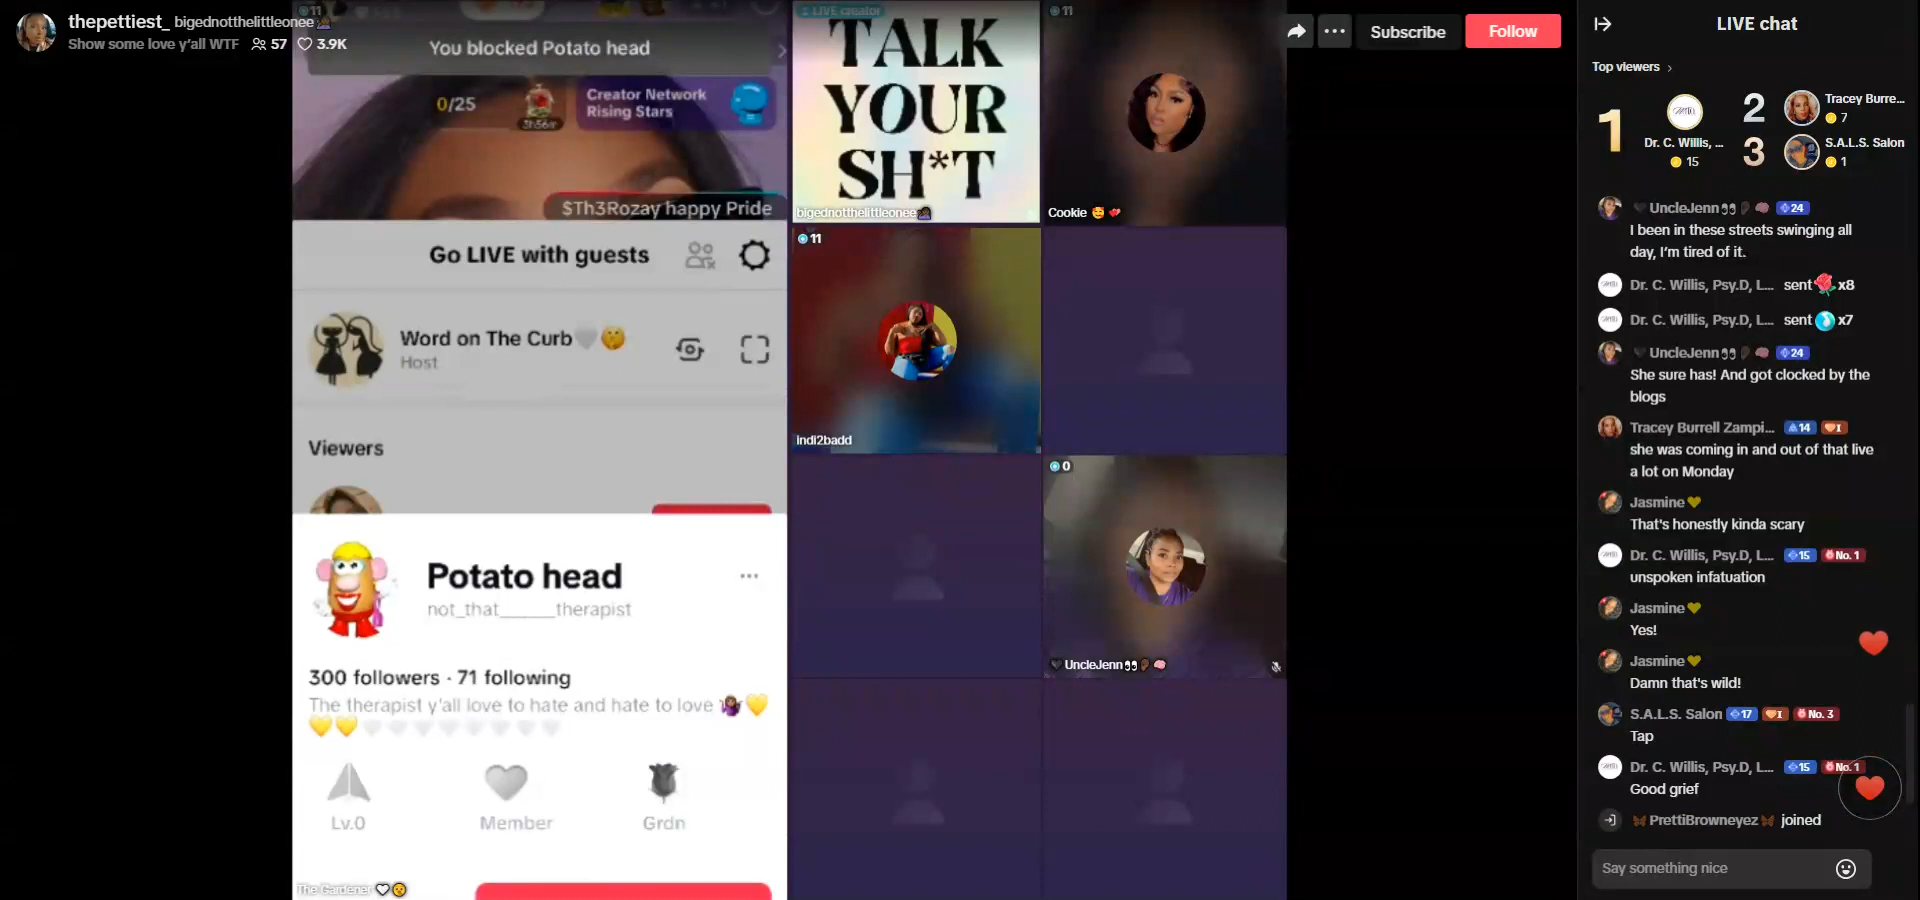 thepettiest_ bigednotthelittleonee
Show some love y'all WTF 57 3.9K
11
You blocked Potato head
0/25
3h56m
Creator Network
Rising Stars
$Th3Rozay happy Pride
Go LIVE with guests
Word on The Curb
Host
Viewers
Potato head
not_that______therapist
300 followers · 71 following
The therapist y'all love to hate and hate to love
Lv.0 Member Grdn
The Gardener
LIVE creator
TALK
YOUR
SH*T
bigednotthelittleonee
11
Cookie
11
indi2badd
0
UncleJenn
Subscribe
Follow
LIVE chat
Top viewers
1
Dr. C. Willis, ...
15
2
Tracey Burre...
7
3
S.A.L.S. Salon
1
UncleJenn 24
I been in these streets swinging all
day, I'm tired of it.
Dr. C. Willis, Psy.D, L... sent x8
Dr. C. Willis, Psy.D, L... sent x7
UncleJenn 24
She sure has! And got clocked by the
blogs
Tracey Burrell Zampi... 14 I
she was coming in and out of that live
a lot on Monday
Jasmine
That's honestly kinda scary
Dr. C. Willis, Psy.D, L... 15 No. 1
unspoken infatuation
Jasmine
Yes!
Jasmine
Damn that's wild!
S.A.L.S. Salon 17 I No. 3
Tap
Dr. C. Willis, Psy.D, L... 15 No. 1
Good grief
PrettiBrowneyez joined
Say something nice